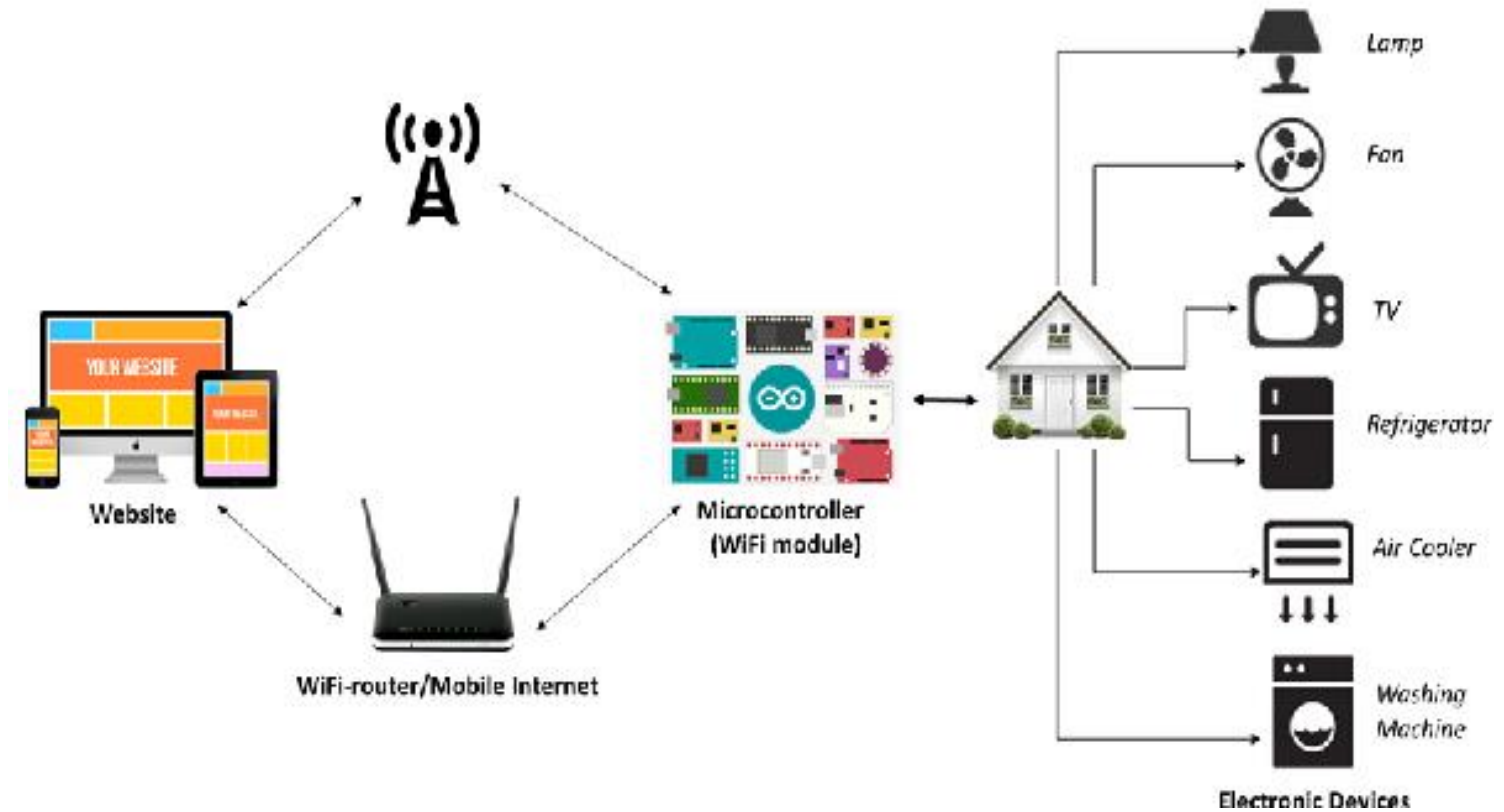 Lamp
Fan
TV
Refrigerator
Air Cooler
Washing
Machine
Electronic Devices
YOUR WEBSITE
Website
Microcontroller
(WiFi module)
WiFi-router/Mobile Internet